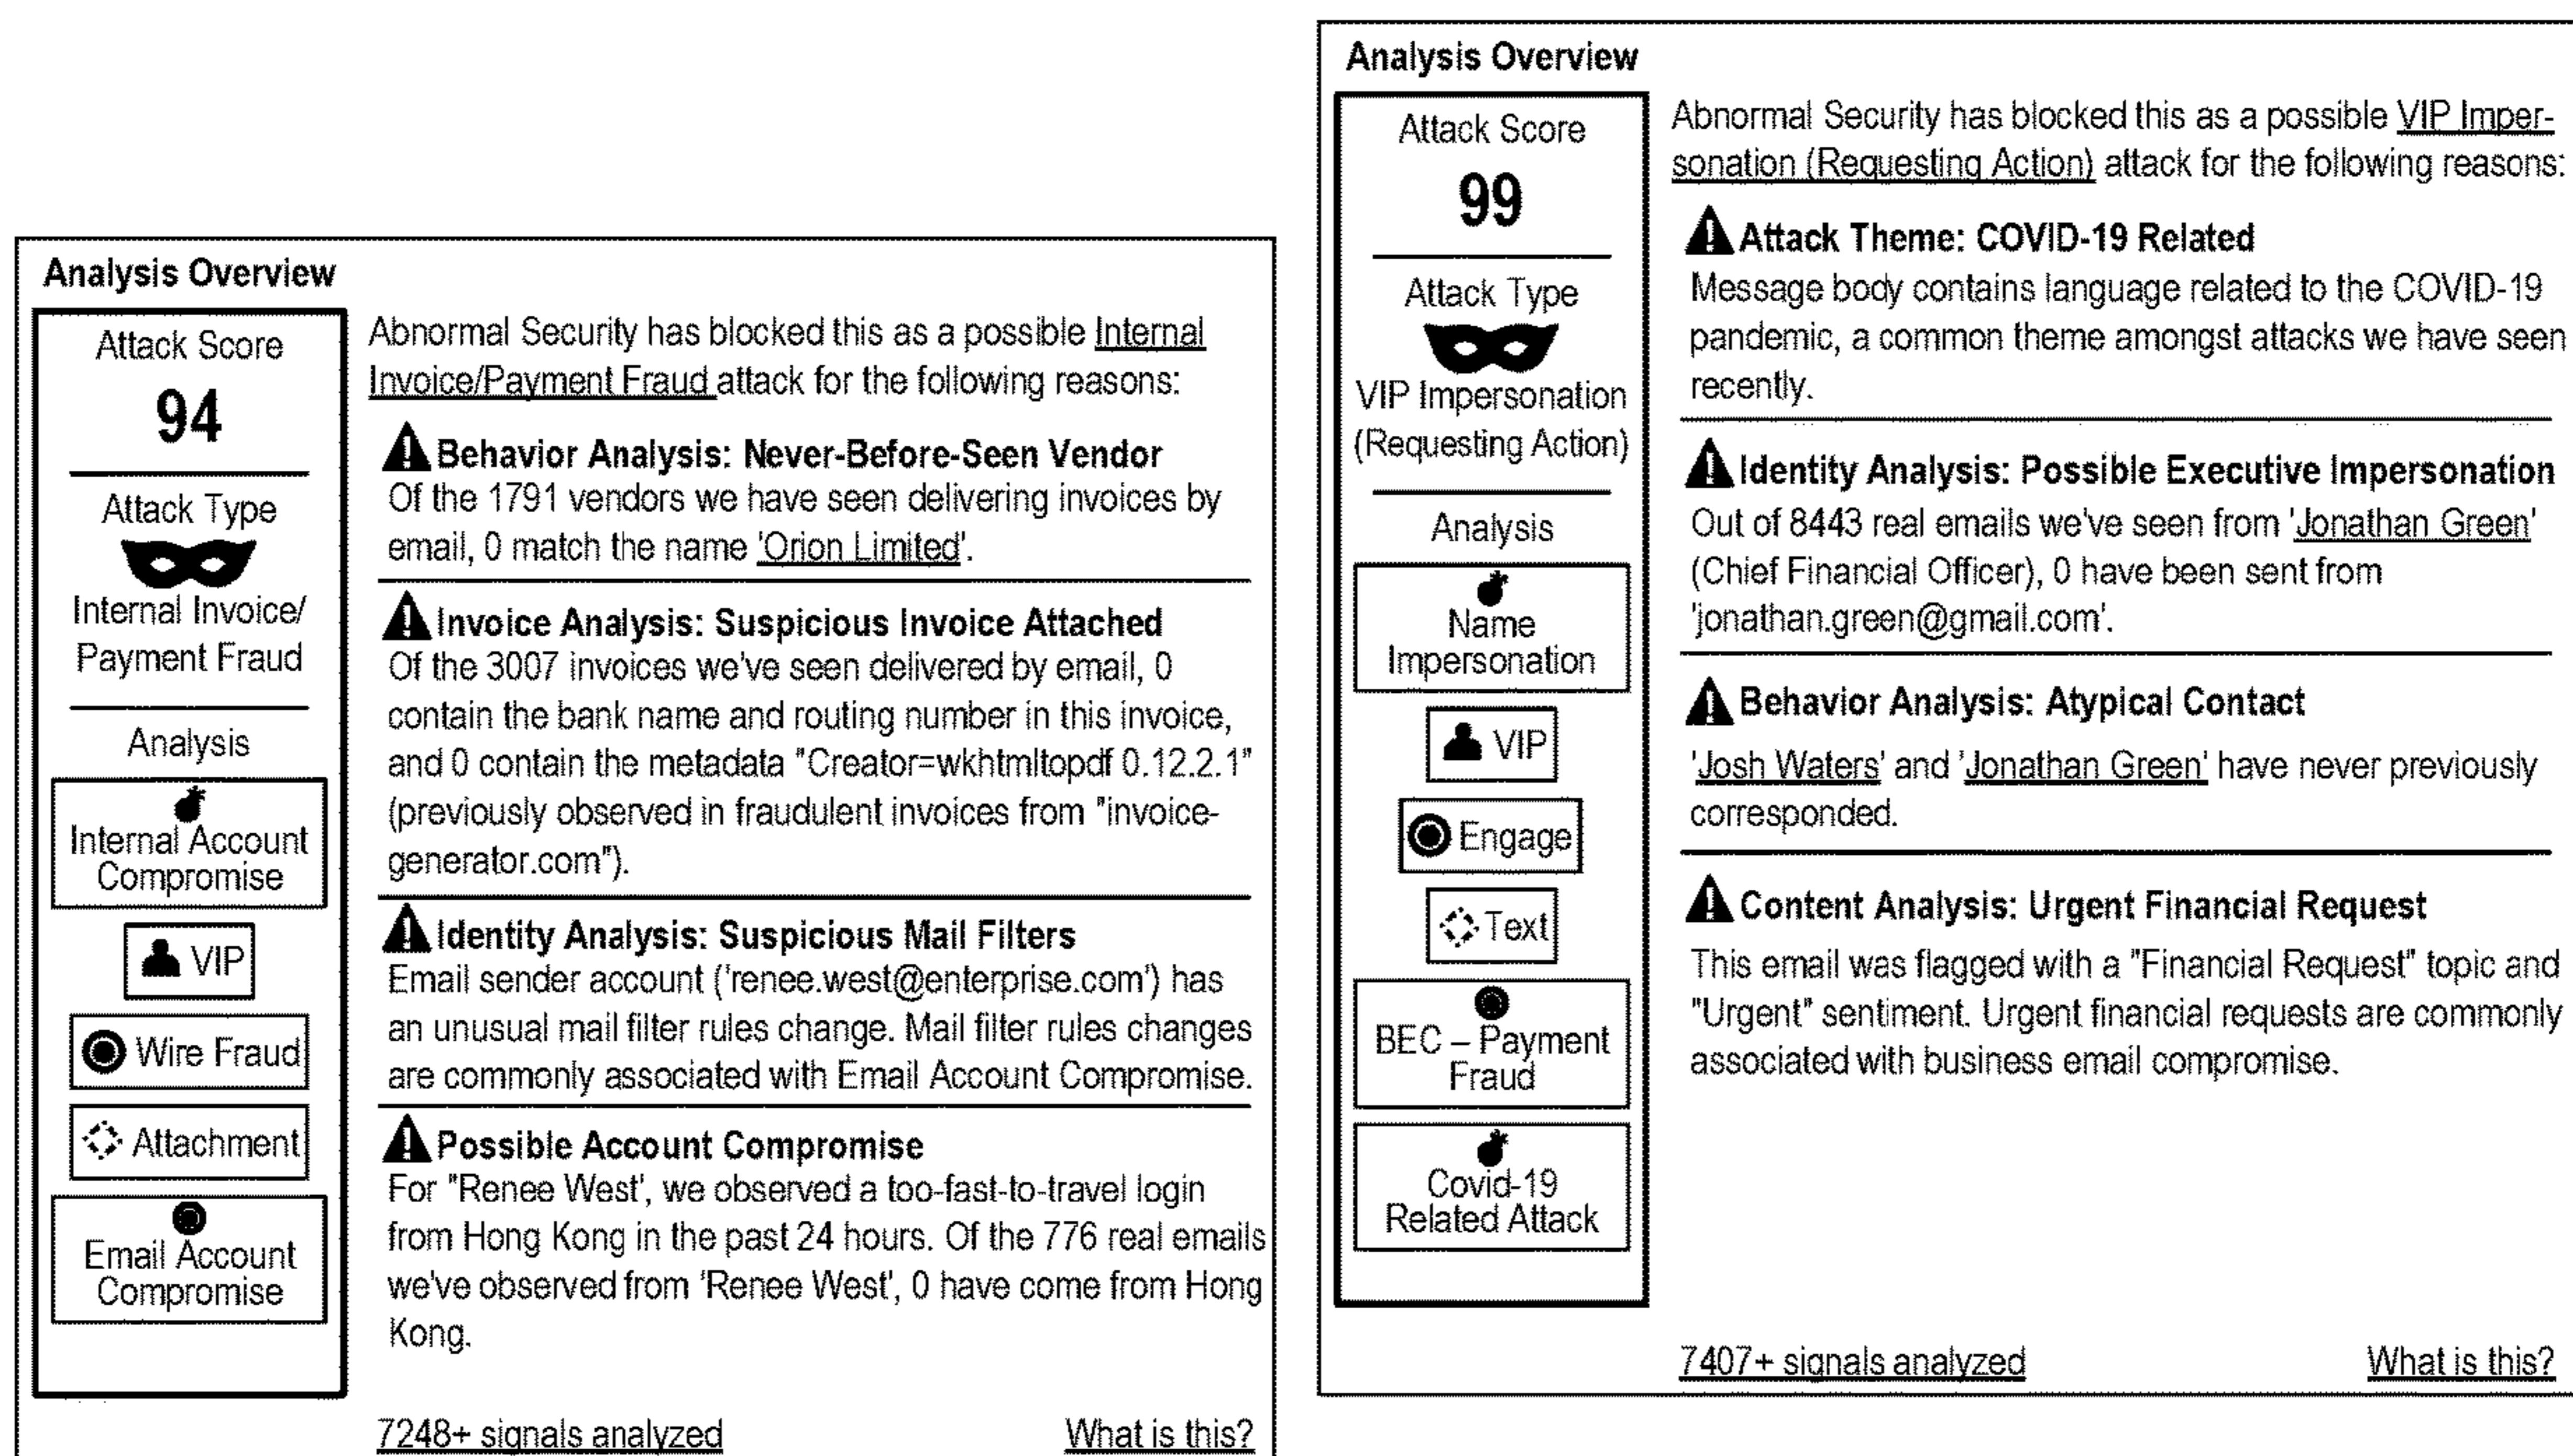 Analysis Overview
Attack Score
94
Attack Type
Internal Invoice/
Payment Fraud
Analysis
Internal Account
Compromise
VIP
Wire Fraud
Attachment
Email Account
Compromise
Abnormal Security has blocked this as a possible Internal
Invoice/Payment Fraud attack for the following reasons:
Behavior Analysis: Never-Before-Seen Vendor
Of the 1791 vendors we have seen delivering invoices by
email, 0 match the name 'Orion Limited'.
Invoice Analysis: Suspicious Invoice Attached
Of the 3007 invoices we've seen delivered by email, 0
contain the bank name and routing number in this invoice,
and 0 contain the metadata "Creator=wkhtmltopdf 0.12.2.1"
(previously observed in fraudulent invoices from "invoice-
generator.com").
Identity Analysis: Suspicious Mail Filters
Email sender account ('renee.west@enterprise.com') has
an unusual mail filter rules change. Mail filter rules changes
are commonly associated with Email Account Compromise.
Possible Account Compromise
For "Renee West', we observed a too-fast-to-travel login
from Hong Kong in the past 24 hours. Of the 776 real emails
we've observed from 'Renee West', 0 have come from Hong
Kong.
7248+ signals analyzed What is this?
Analysis Overview
Attack Score
99
Attack Type
VIP Impersonation
(Requesting Action)
Analysis
Name
Impersonation
VIP
Engage
Text
BEC – Payment
Fraud
Covid-19
Related Attack
Abnormal Security has blocked this as a possible VIP Imper-
sonation (Requesting Action) attack for the following reasons:
Attack Theme: COVID-19 Related
Message body contains language related to the COVID-19
pandemic, a common theme amongst attacks we have seen
recently.
Identity Analysis: Possible Executive Impersonation
Out of 8443 real emails we've seen from 'Jonathan Green'
(Chief Financial Officer), 0 have been sent from
'jonathan.green@gmail.com'.
Behavior Analysis: Atypical Contact
'Josh Waters' and 'Jonathan Green' have never previously
corresponded.
Content Analysis: Urgent Financial Request
This email was flagged with a "Financial Request" topic and
"Urgent" sentiment. Urgent financial requests are commonly
associated with business email compromise.
7407+ signals analyzed What is this?